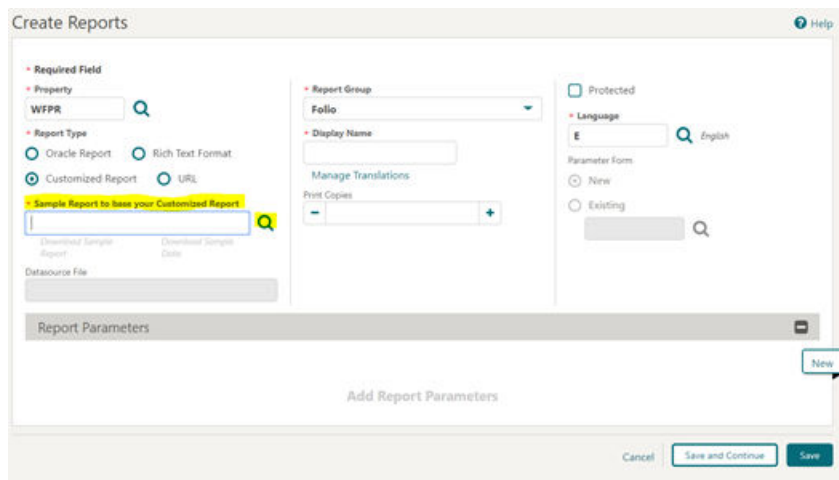 Create Reports
Help
* Required Field
* Property
WFPR
* Report Type
Oracle Report
Rich Text Format
Customized Report
URL
* Sample Report to base your Customized Report
Download Sample Report
Download Sample Data
Datasource File
* Report Group
Folio
* Display Name
Manage Translations
Print Copies
Protected
* Language
E
English
Parameter Form
New
Existing
Report Parameters
New
Add Report Parameters
Cancel
Save and Continue
Save